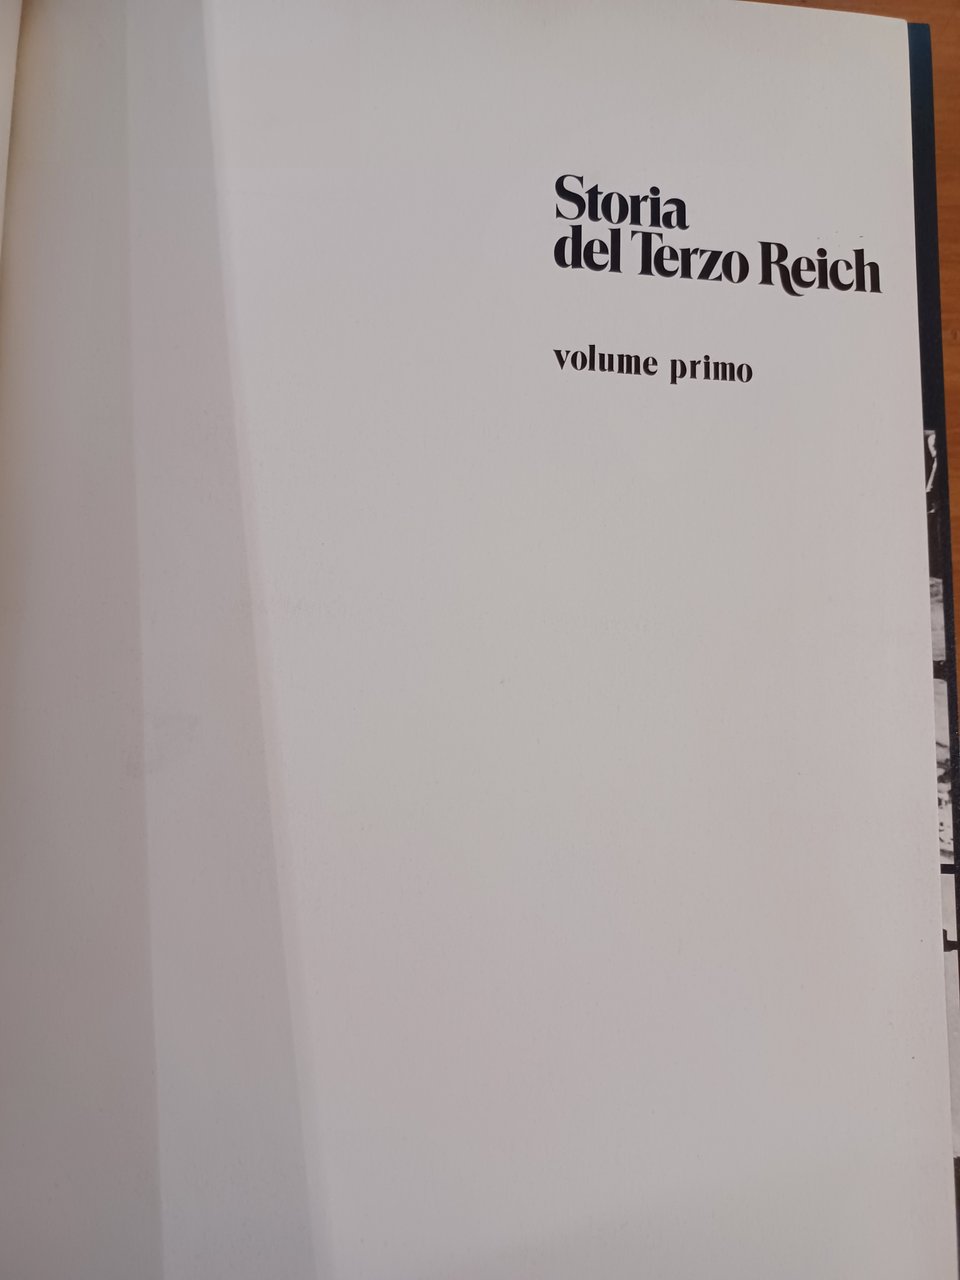 Storia
del Terzo Reich
volume primo